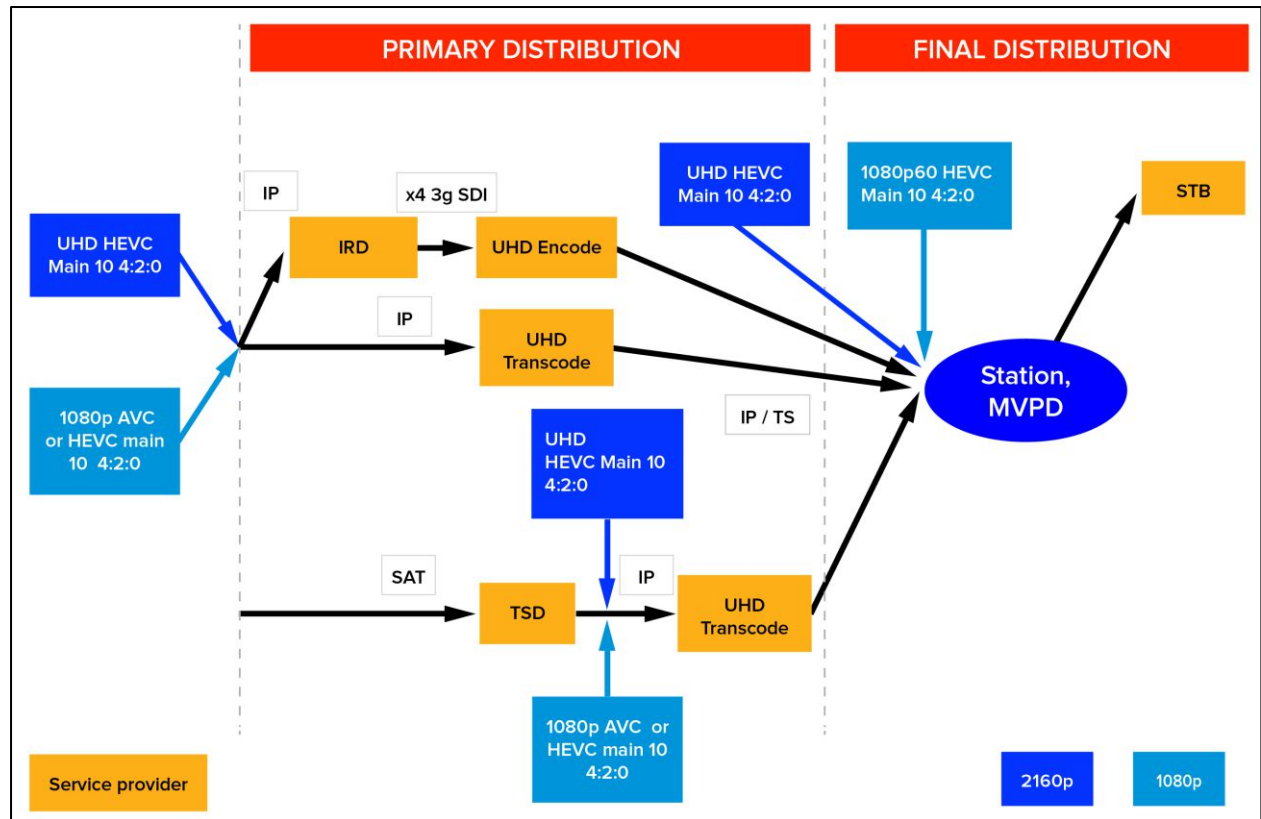 PRIMARY DISTRIBUTION
FINAL DISTRIBUTION
UHD HEVC
Main 10 4:2:0
1080p60 HEVC
Main 10 4:2:0
STB
IP
x4 3g SDI
UHD HEVC
Main 10 4:2:0
IRD
UHD Encode
IP
UHD
Transcode
Station,
MVPD
1080p AVC
or HEVC main
10 4:2:0
IP / TS
UHD
HEVC Main 10
4:2:0
SAT
IP
TSD
UHD
Transcode
1080p AVC or
HEVC main 10
4:2:0
Service provider
2160p
1080p